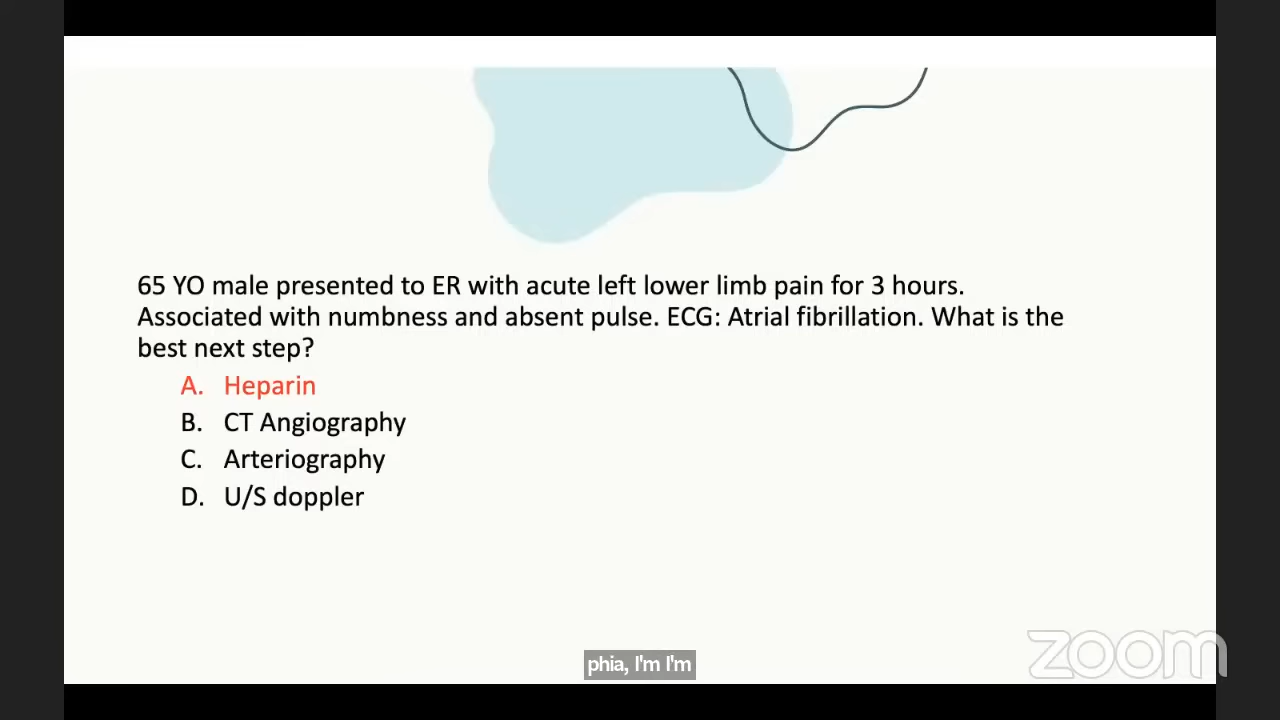 65 YO male presented to ER with acute left lower limb pain for 3 hours.
Associated with numbness and absent pulse. ECG: Atrial fibrillation. What is the
best next step?
A. Heparin
B. CT Angiography
C. Arteriography
D. U/S doppler
phia, I'm I'm
zoom